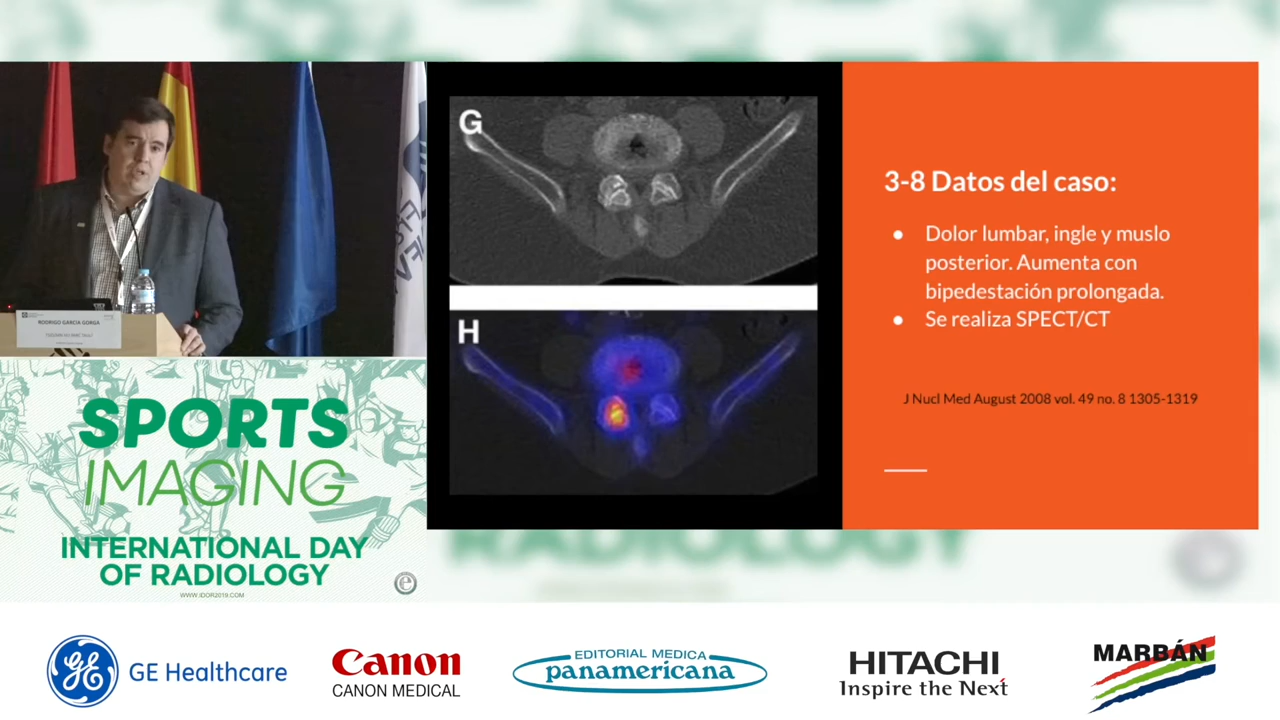 RODRIGO GARCIA GORGA
SPORTS
IMAGING
INTERNATIONAL DAY
OF RADIOLOGY
WWW.IDOR2019.COM
G
H
3-8 Datos del caso:
● Dolor lumbar, ingle y muslo
posterior. Aumenta con
bipedestación prolongada.
● Se realiza SPECT/CT
J Nucl Med August 2008 vol. 49 no. 8 1305-1319
RADIOLOGY
GE
GE Healthcare
Canon
CANON MEDICAL
EDITORIAL MEDICA
panamericana
HITACHI
Inspire the Next
MARBÁN